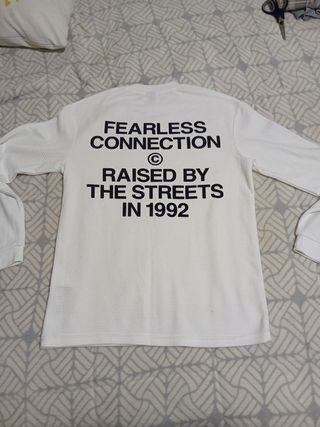 FEARLESS
CONNECTION
©
RAISED BY
THE STREETS
IN 1992